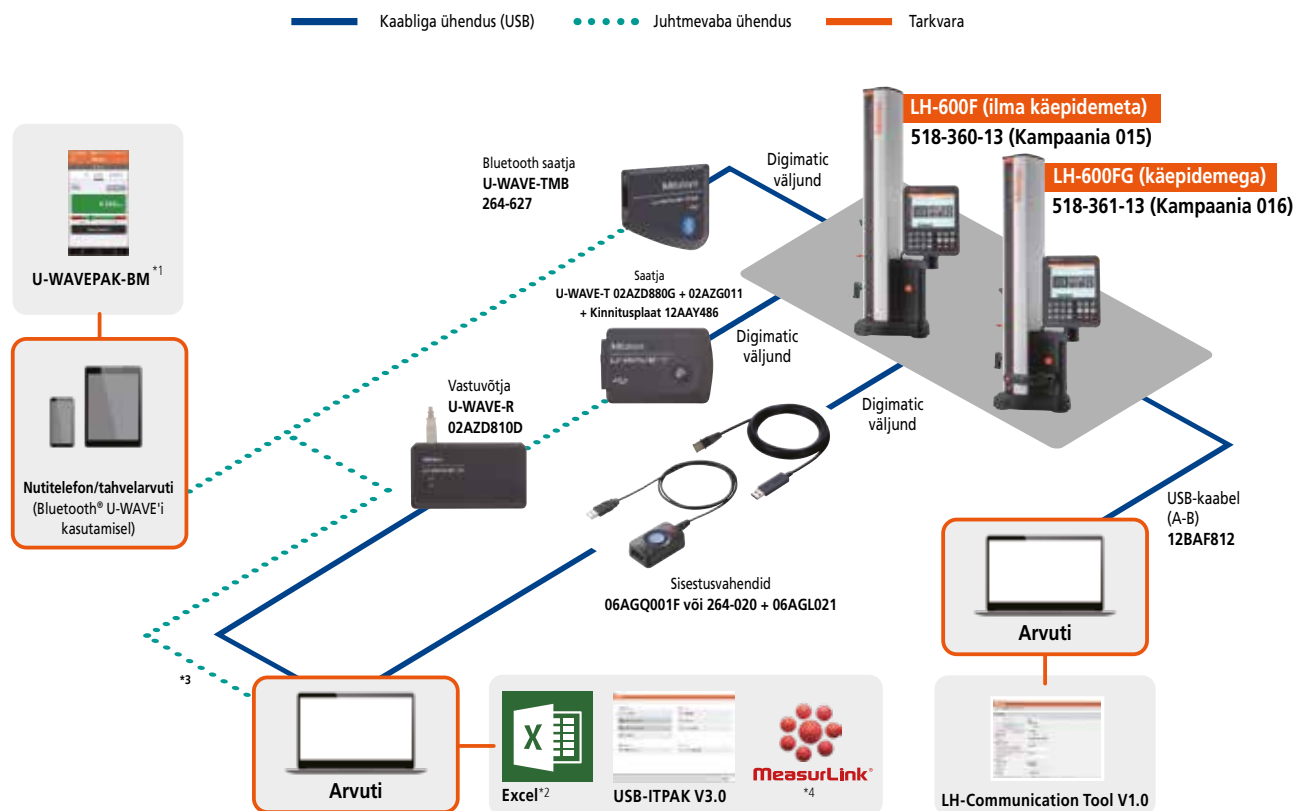 Kaabliga ühendus (USB)
Juhtmevaba ühendus
Tarkvara
LH-600F (ilma käepidemeta)
518-360-13 (Kampaania 015)
LH-600FG (käepidemega)
518-361-13 (Kampaania 016)
Bluetooth saatja
U-WAVE-TMB
264-627
Digimatic
väljund
U-WAVEPAK-BM *1
Saatja
U-WAVE-T 02AZD880G + 02AZG011
+ Kinnitusplaat 12AAY486
Mitutoyo
Digimatic
väljund
Vastuvõtja
U-WAVE-R
02AZD810D
Digimatic
väljund
Nutitelefon/tahvelarvuti
(Bluetooth® U-WAVE'i
kasutamisel)
USB-kaabel
(A-B)
12BAF812
Sisestusvahendid
06AGQ001F või 264-020 + 06AGL021
Arvuti
*3
Arvuti
X
Excel*2
USB-ITPAK V3.0
MeasurLink®
*4
LH-Communication Tool V1.0